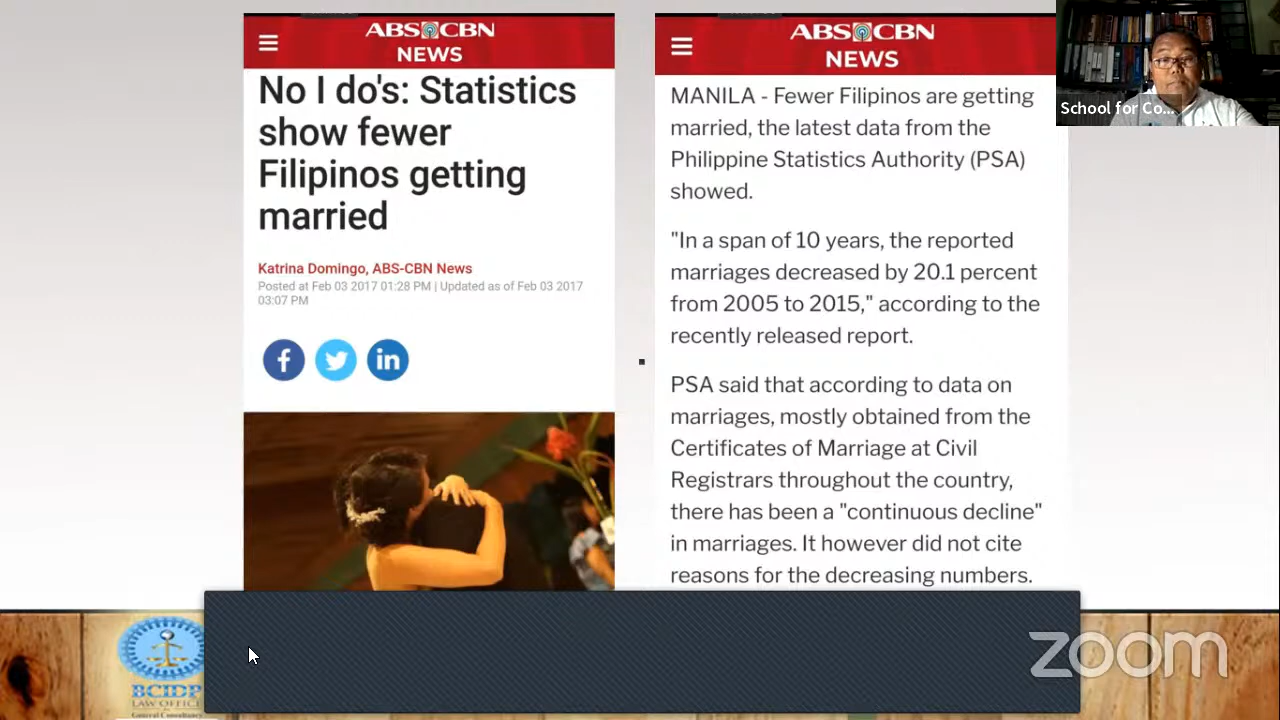 ABS-CBN
NEWS
No I do's: Statistics
show fewer
Filipinos getting
married
Katrina Domingo, ABS-CBN News
Posted at Feb 03 2017 01:28 PM | Updated as of Feb 03 2017
03:07 PM
f
in
ABS-CBN
NEWS
MANILA - Fewer Filipinos are getting
married, the latest data from the
Philippine Statistics Authority (PSA)
showed.
"In a span of 10 years, the reported
marriages decreased by 20.1 percent
from 2005 to 2015," according to the
recently released report.
PSA said that according to data on
marriages, mostly obtained from the
Certificates of Marriage at Civil
Registrars throughout the country,
there has been a "continuous decline"
in marriages. It however did not cite
reasons for the decreasing numbers.
School for Co...
BCIDP
LAW OFFICE
General Consultancy
zoom